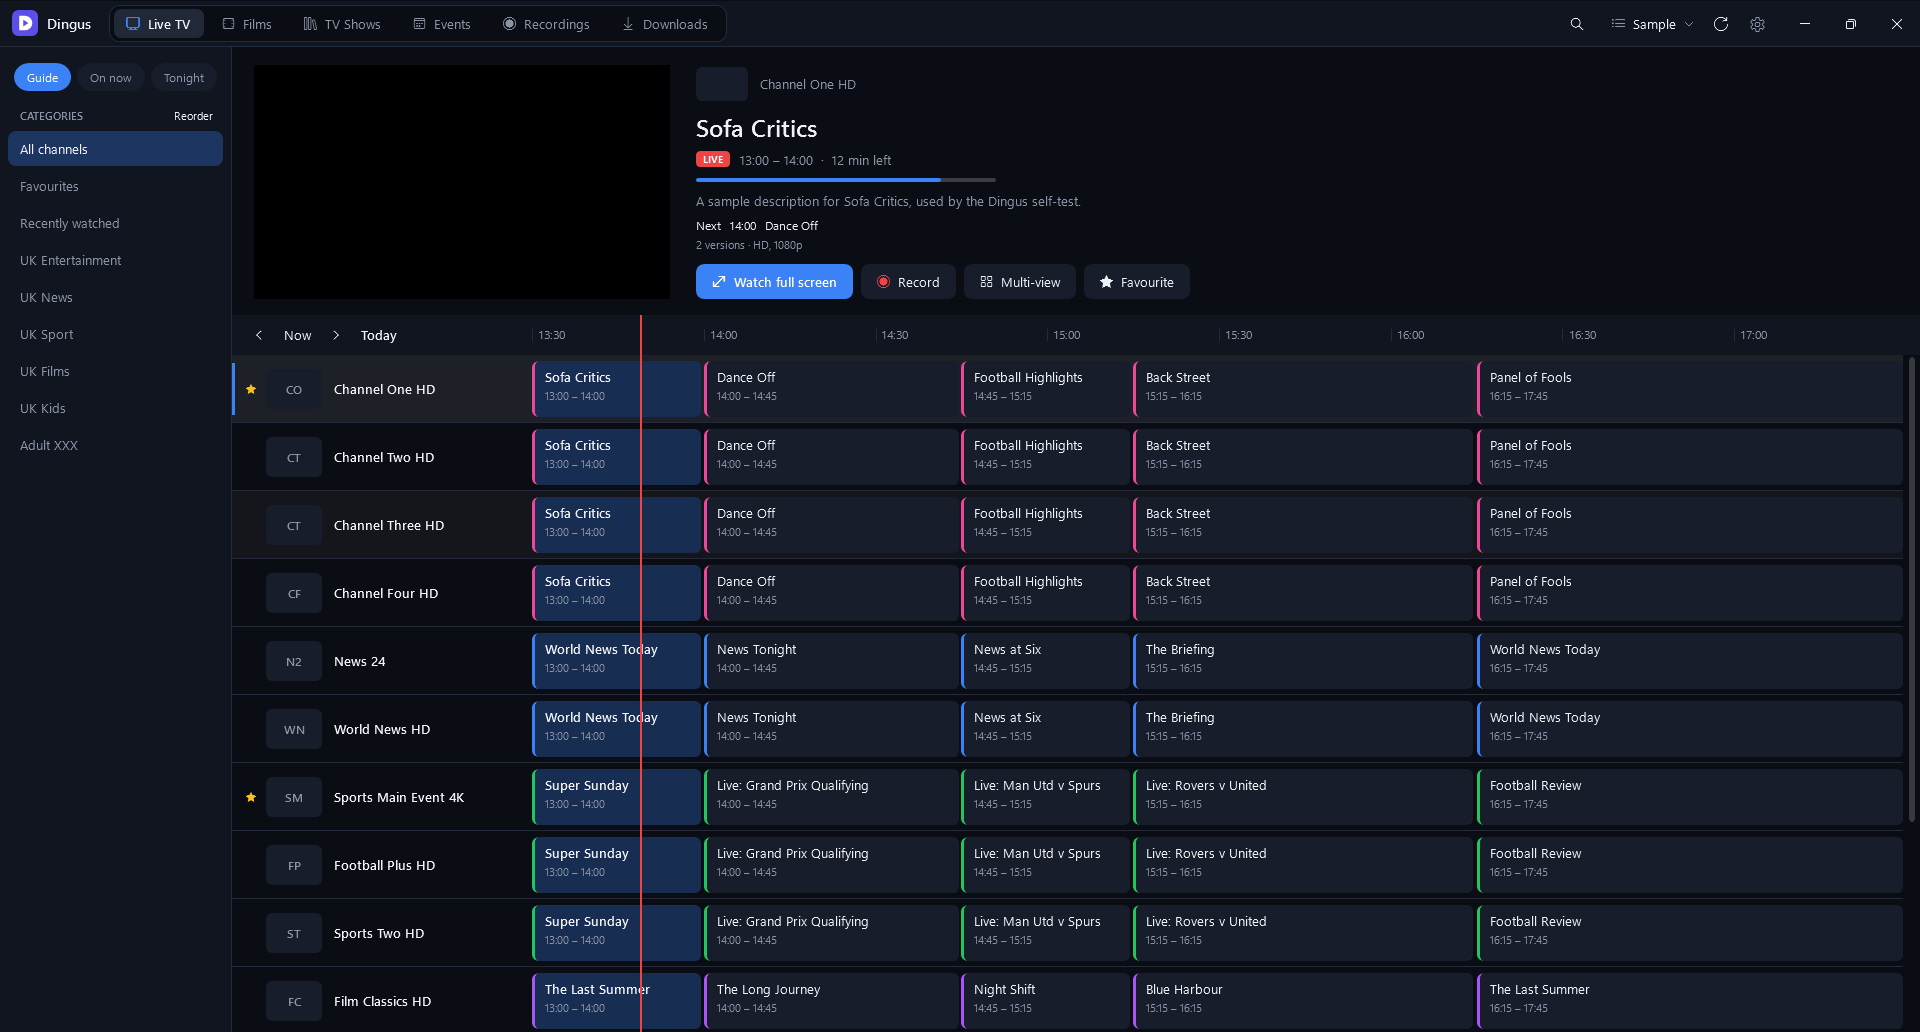 Dingus
Live TV
Films
TV Shows
Events
Recordings
Downloads
Sample
Guide
On now
Tonight
CATEGORIES
Reorder
All channels
Favourites
Recently watched
UK Entertainment
UK News
UK Sport
UK Films
UK Kids
Adult XXX
Channel One HD
Sofa Critics
LIVE 13:00 – 14:00 · 12 min left
A sample description for Sofa Critics, used by the Dingus self-test.
Next 14:00 Dance Off
2 versions · HD, 1080p
Watch full screen
Record
Multi-view
Favourite
Now
Today
13:30
14:00
14:30
15:00
15:30
16:00
16:30
17:00
CO
Channel One HD
Sofa Critics
13:00 – 14:00
Dance Off
14:00 – 14:45
Football Highlights
14:45 – 15:15
Back Street
15:15 – 16:15
Panel of Fools
16:15 – 17:45
CT
Channel Two HD
Sofa Critics
13:00 – 14:00
Dance Off
14:00 – 14:45
Football Highlights
14:45 – 15:15
Back Street
15:15 – 16:15
Panel of Fools
16:15 – 17:45
CT
Channel Three HD
Sofa Critics
13:00 – 14:00
Dance Off
14:00 – 14:45
Football Highlights
14:45 – 15:15
Back Street
15:15 – 16:15
Panel of Fools
16:15 – 17:45
CF
Channel Four HD
Sofa Critics
13:00 – 14:00
Dance Off
14:00 – 14:45
Football Highlights
14:45 – 15:15
Back Street
15:15 – 16:15
Panel of Fools
16:15 – 17:45
N2
News 24
World News Today
13:00 – 14:00
News Tonight
14:00 – 14:45
News at Six
14:45 – 15:15
The Briefing
15:15 – 16:15
World News Today
16:15 – 17:45
WN
World News HD
World News Today
13:00 – 14:00
News Tonight
14:00 – 14:45
News at Six
14:45 – 15:15
The Briefing
15:15 – 16:15
World News Today
16:15 – 17:45
SM
Sports Main Event 4K
Super Sunday
13:00 – 14:00
Live: Grand Prix Qualifying
14:00 – 14:45
Live: Man Utd v Spurs
14:45 – 15:15
Live: Rovers v United
15:15 – 16:15
Football Review
16:15 – 17:45
FP
Football Plus HD
Super Sunday
13:00 – 14:00
Live: Grand Prix Qualifying
14:00 – 14:45
Live: Man Utd v Spurs
14:45 – 15:15
Live: Rovers v United
15:15 – 16:15
Football Review
16:15 – 17:45
ST
Sports Two HD
Super Sunday
13:00 – 14:00
Live: Grand Prix Qualifying
14:00 – 14:45
Live: Man Utd v Spurs
14:45 – 15:15
Live: Rovers v United
15:15 – 16:15
Football Review
16:15 – 17:45
FC
Film Classics HD
The Last Summer
13:00 – 14:00
The Long Journey
14:00 – 14:45
Night Shift
14:45 – 15:15
Blue Harbour
15:15 – 16:15
The Last Summer
16:15 – 17:45